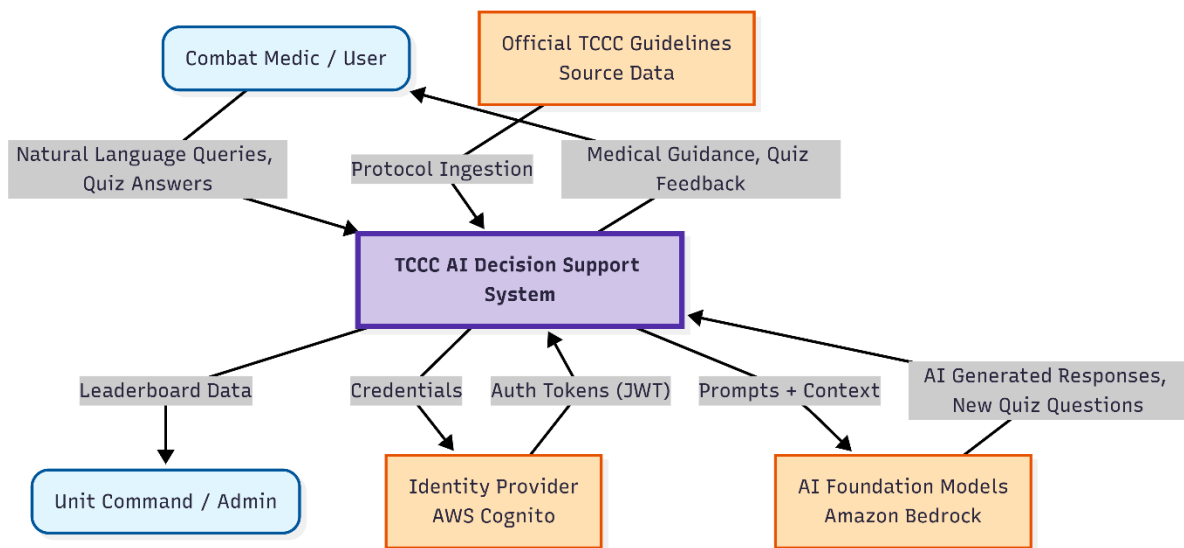 Combat Medic / User
Official TCCC Guidelines
Source Data
Natural Language Queries,
Quiz Answers
Protocol Ingestion
Medical Guidance, Quiz
Feedback
TCCC AI Decision Support
System
Leaderboard Data
Credentials
Auth Tokens (JWT)
Prompts + Context
AI Generated Responses,
New Quiz Questions
Unit Command / Admin
Identity Provider
AWS Cognito
AI Foundation Models
Amazon Bedrock